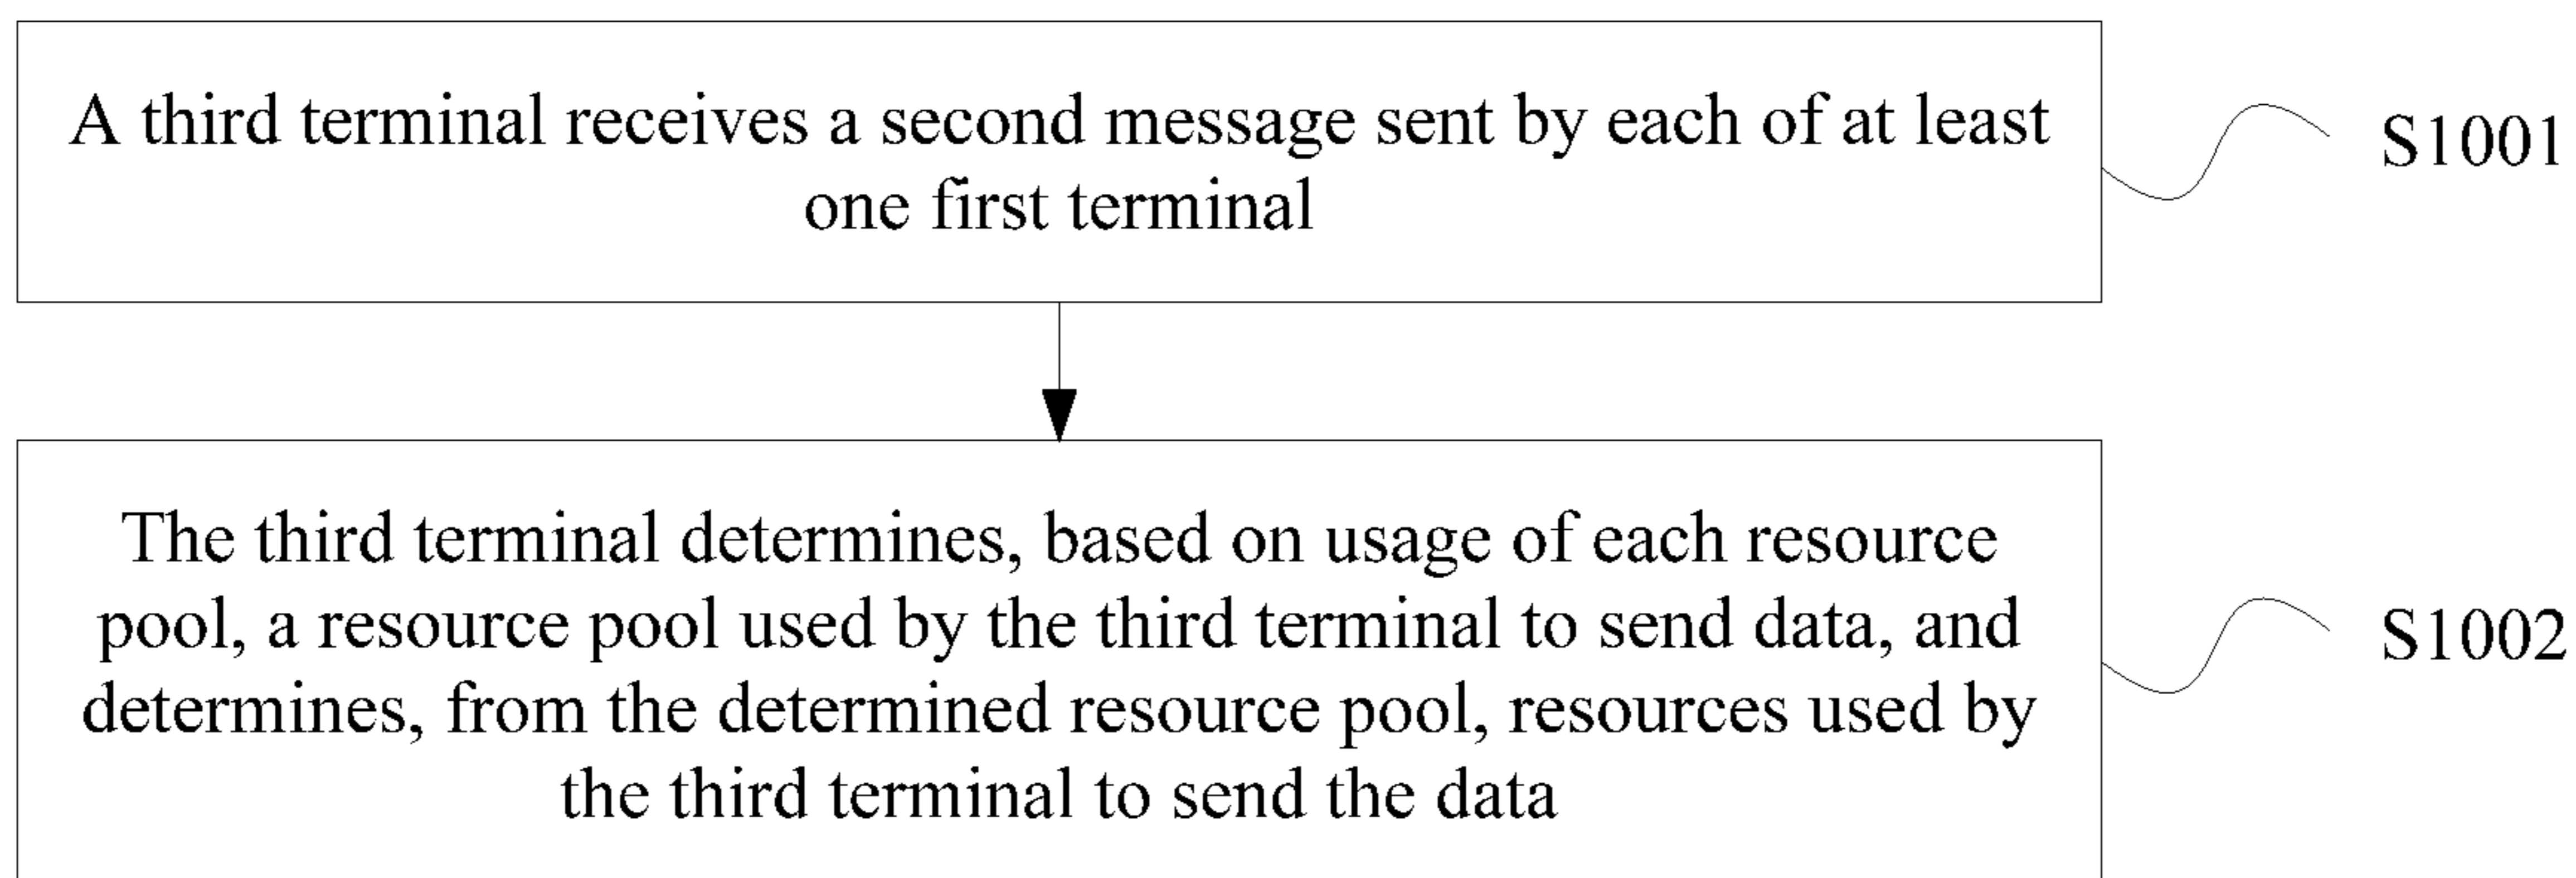 A third terminal receives a second message sent by each of at least
one first terminal
S1001
The third terminal determines, based on usage of each resource
pool, a resource pool used by the third terminal to send data, and
determines, from the determined resource pool, resources used by
the third terminal to send the data
S1002